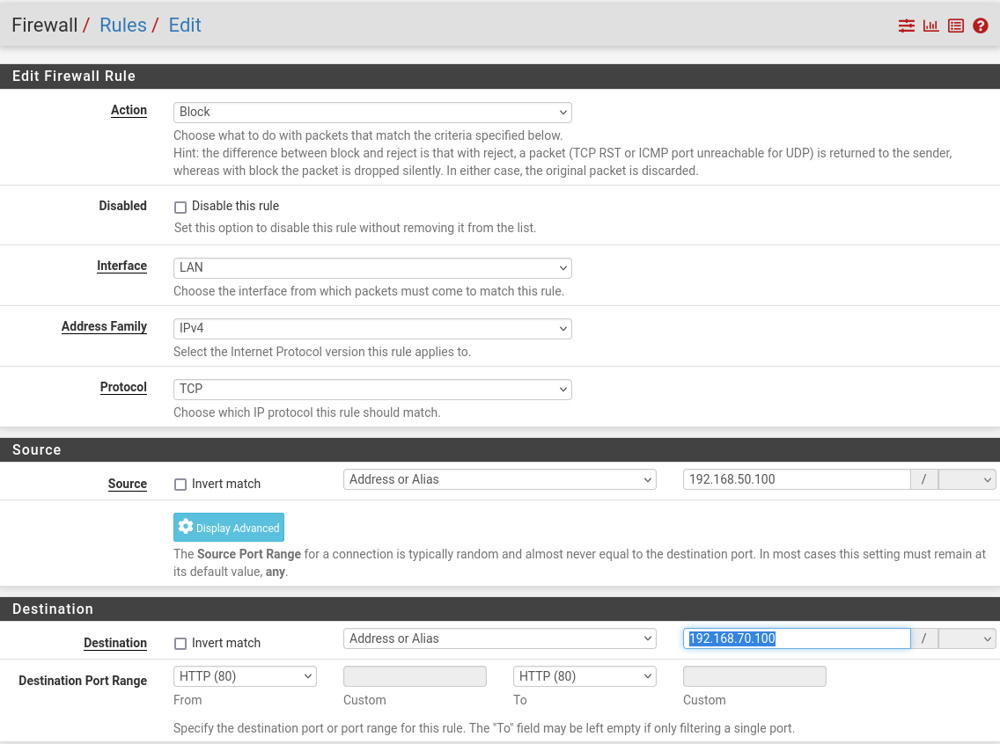 Firewall / Rules / Edit
Edit Firewall Rule
Action
Block
Choose what to do with packets that match the criteria specified below.
Hint: the difference between block and reject is that with reject, a packet (TCP RST or ICMP port unreachable for UDP) is returned to the sender,
whereas with block the packet is dropped silently. In either case, the original packet is discarded.
Disabled
Disable this rule
Set this option to disable this rule without removing it from the list.
Interface
LAN
Choose the interface from which packets must come to match this rule.
Address Family
IPv4
Select the Internet Protocol version this rule applies to.
Protocol
TCP
Choose which IP protocol this rule should match.
Source
Source
Invert match
Address or Alias
192.168.50.100
/
Display Advanced
The Source Port Range for a connection is typically random and almost never equal to the destination port. In most cases this setting must remain at
its default value, any.
Destination
Destination
Invert match
Address or Alias
192.168.70.100
/
Destination Port Range
HTTP (80)
HTTP (80)
From
Custom
To
Custom
Specify the destination port or port range for this rule. The "To" field may be left empty if only filtering a single port.